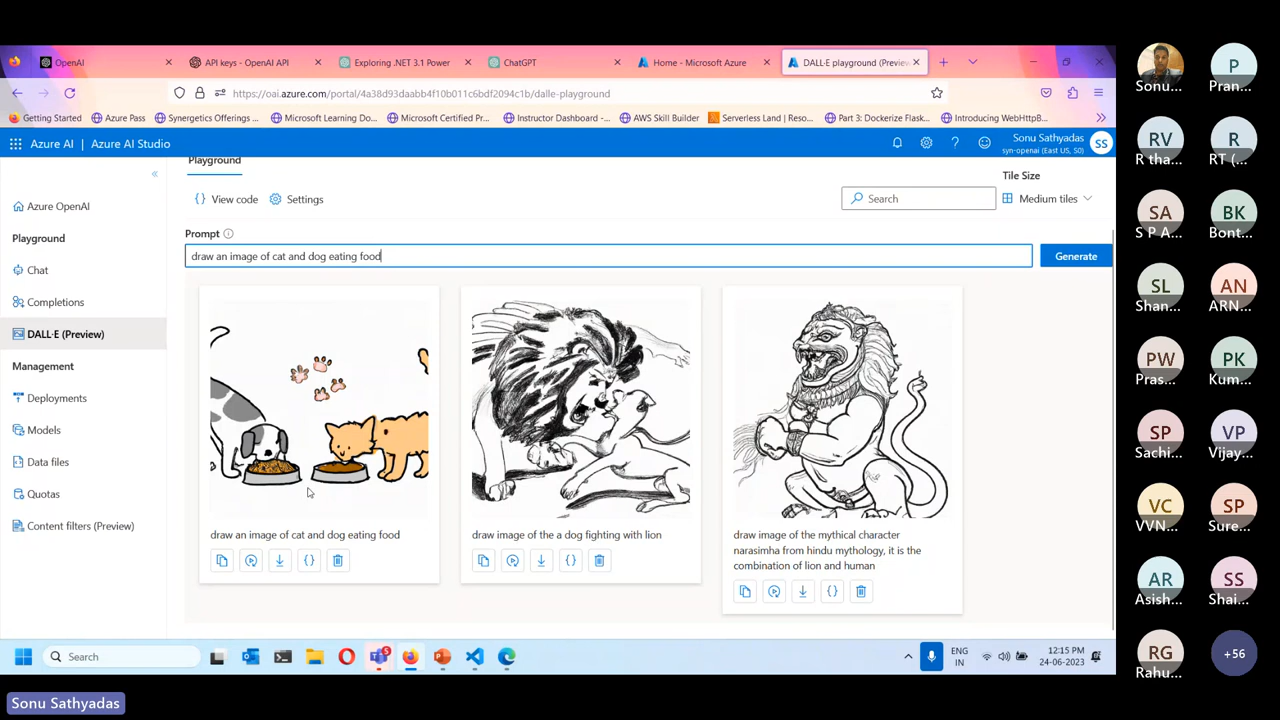 OpenAI
API keys - OpenAI API
Exploring .NET 3.1 Power
ChatGPT
Home - Microsoft Azure
DALL·E playground (Preview
https://oai.azure.com/portal/4a38d93daabb4f10b011c6bdf2094c1b/dalle-playground
Getting Started
Azure Pass
Synergetics Offerings ...
Microsoft Learning Do...
Microsoft Certified Pr...
Instructor Dashboard -...
AWS Skill Builder
Serverless Land | Reso...
Part 3: Dockerize Flask...
Introducing WebHttpB...
Azure AI | Azure AI Studio
Sonu Sathyadas
syn-openai (East US, S0)
SS
Azure OpenAI
Playground
Chat
Completions
DALL·E (Preview)
Management
Deployments
Models
Data files
Quotas
Content filters (Preview)
Playground
View code
Settings
Search
Tile Size
Medium tiles
Prompt
draw an image of cat and dog eating food
Generate
draw an image of cat and dog eating food
draw image of the a dog fighting with lion
draw image of the mythical character
narasimha from hindu mythology, it is the
combination of lion and human
Search
5
ENG
IN
12:15 PM
24-06-2023
Sonu Sathyadas
Sonu...
P
Pran...
RV
R tha...
R
RT (...
SA
S P A...
BK
Bont...
SL
Shan...
AN
ARN...
PW
Pras...
PK
Kum...
SP
Sachi...
VP
Vijay...
VC
VVN...
SP
Sure...
AR
Asish...
SS
Shai...
RG
Rahu...
+56